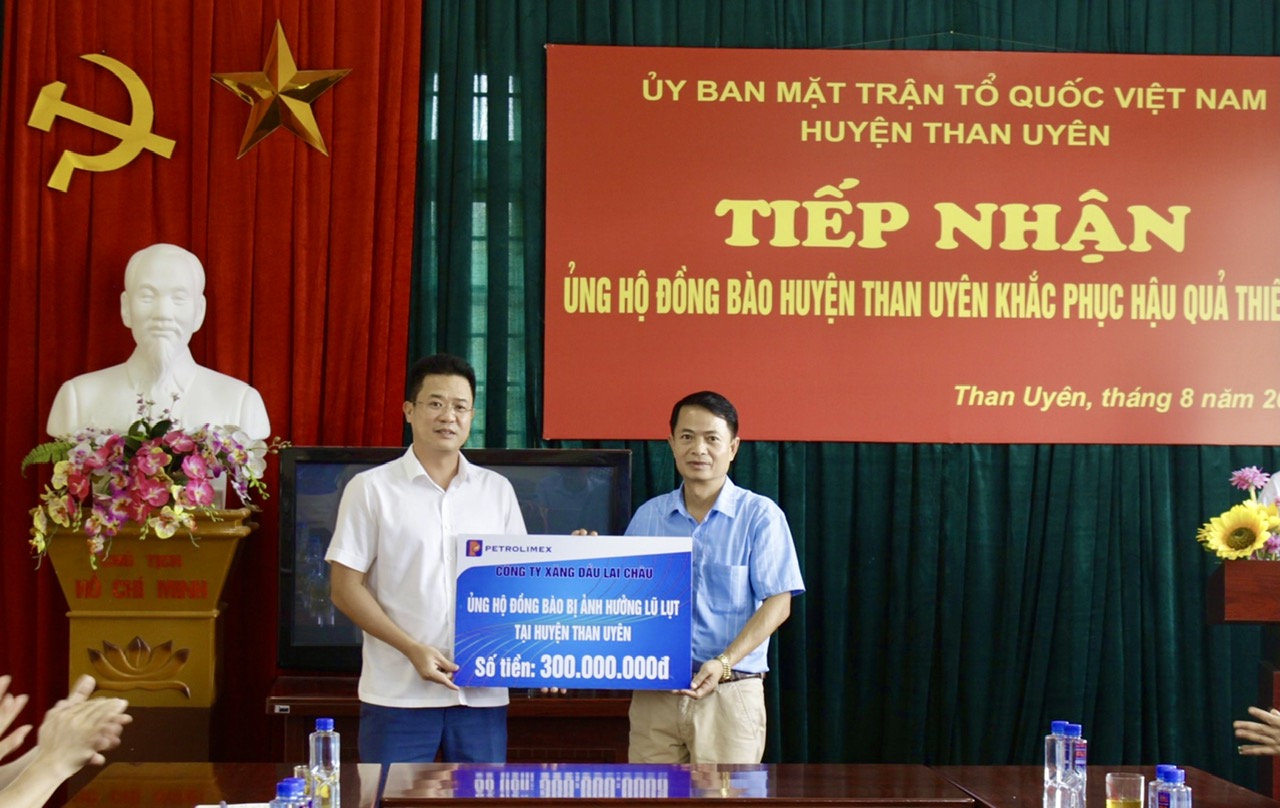 ỦY BAN MẶT TRẬN TỔ QUỐC VIỆT NAM
HUYỆN THAN UYÊN
TIẾP NHẬN
ỦNG HỘ ĐỒNG BÀO HUYỆN THAN UYÊN KHẮC PHỤC HẬU QUẢ THIÊ
Than Uyên, tháng 8 năm 20
CHỦ TỊCH
HỒ CHÍ MINH
PETROLIMEX
CÔNG TY XĂNG DẦU LAI CHÂU
ỦNG HỘ ĐỒNG BÀO BỊ ẢNH HƯỞNG LŨ LỤT
TẠI HUYỆN THAN UYÊN
Số tiền: 300.000.000đ